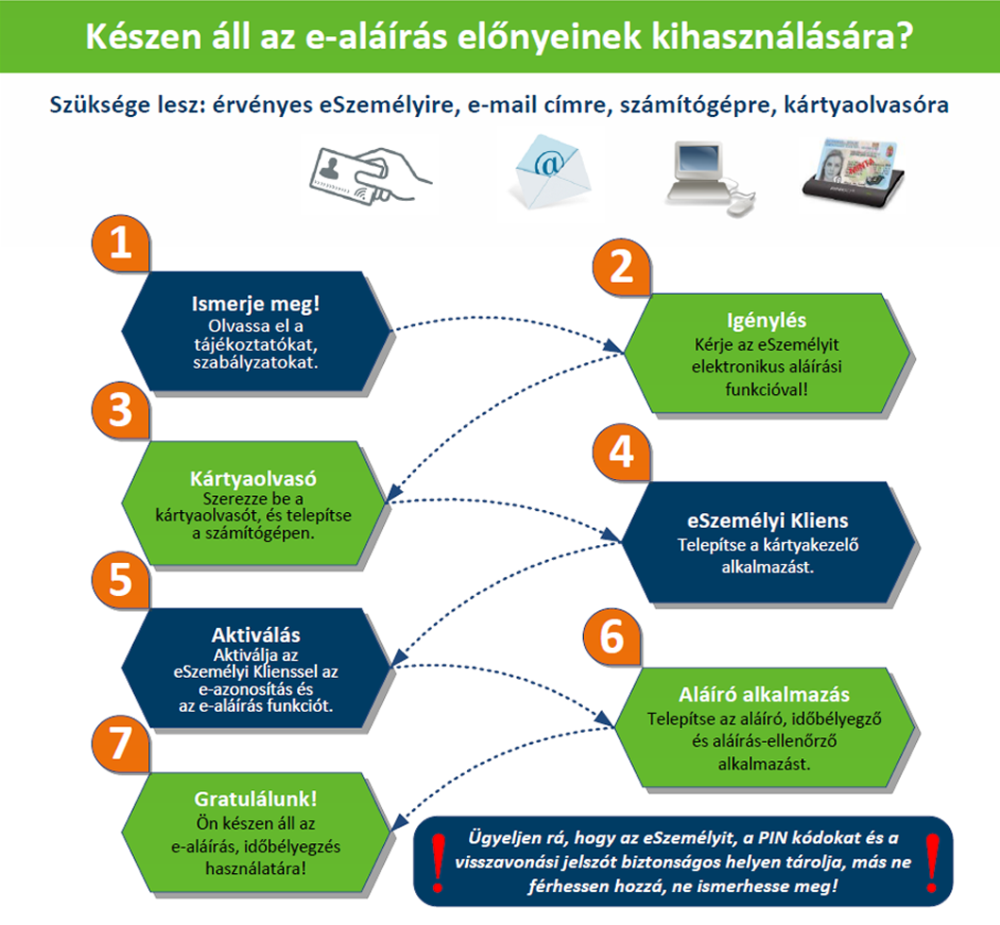 Készen áll az e-aláírás előnyeinek kihasználására?
Szüksége lesz: érvényes eSzemélyire, e-mail címre, számítógépre, kártyaolvasóra
@
MINTA
1
Ismerje meg!
Olvassa el a
tájékoztatókat,
szabályzatokat.
2
Igénylés
Kérje az eSzemélyit
elektronikus aláírási
funkcióval!
3
Kártyaolvasó
Szerezze be a
kártyaolvasót, és telepítse
a számítógépen.
4
eSzemélyi Kliens
Telepítse a kártyakezelő
alkalmazást.
5
Aktiválás
Aktiválja az
eSzemélyi Klienssel az
e-azonosítás és
az e-aláírás funkciót.
6
Aláíró alkalmazás
Telepítse az aláíró, időbélyegző
és aláírás-ellenőrző
alkalmazást.
7
Gratulálunk!
Ön készen áll az
e-aláírás, időbélyegzés
használatára!
! Ügyeljen rá, hogy az eSzemélyit, a PIN kódokat és a !
visszavonási jelszót biztonságos helyen tárolja, más ne
férhessen hozzá, ne ismerhesse meg!